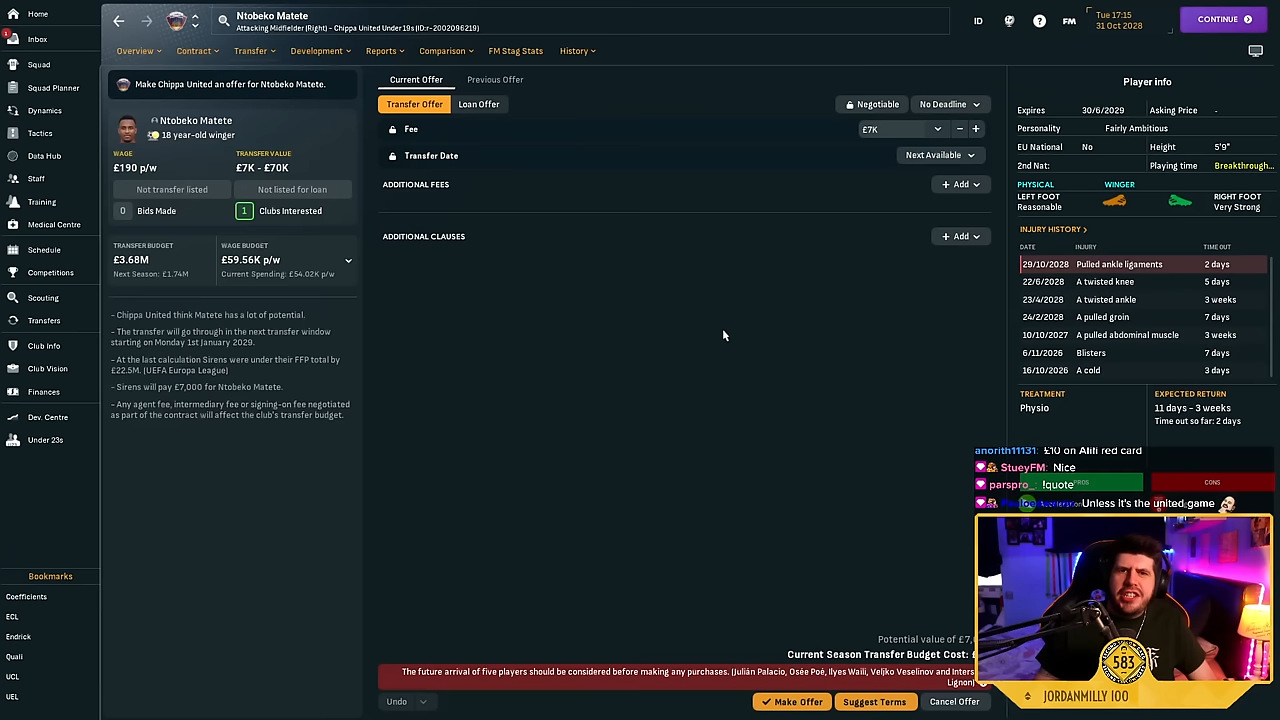 Home
Inbox
Squad
Squad Planner
Dynamics
Tactics
Data Hub
Staff
Training
Medical Centre
Schedule
Competitions
Scouting
Transfers
Club Info
Club Vision
Finances
Dev. Centre
Under 23s
Bookmarks
Coefficients
ECL
Endrick
Quali
UCL
UEL
Ntobeko Matete
Attacking Midfielder (Right) - Chippa United Under 19s (ID:r-2002096219)
ID
FM
Tue 17:15
31 Oct 2028
CONTINUE
Overview
Contract
Transfer
Development
Reports
Comparison
FM Stag Stats
History
Make Chippa United an offer for Ntobeko Matete.
Ntobeko Matete
18 year-old winger
WAGE
TRANSFER VALUE
£190 p/w
£7K - £70K
Not transfer listed
Not listed for loan
0 Bids Made
1 Clubs Interested
TRANSFER BUDGET
WAGE BUDGET
£3.68M
£59.56K p/w
Next Season: £1.74M
Current Spending: £54.02K p/w
- Chippa United think Matete has a lot of potential.
- The transfer will go through in the next transfer window
starting on Monday 1st January 2029.
- At the last calculation Sirens were under their FFP total by
£22.5M. (UEFA Europa League)
- Sirens will pay £7,000 for Ntobeko Matete.
- Any agent fee, intermediary fee or signing-on fee negotiated
as part of the contract will affect the club's transfer budget.
Current Offer
Previous Offer
Transfer Offer
Loan Offer
Negotiable
No Deadline
Fee
£7K
Transfer Date
Next Available
ADDITIONAL FEES
Add
ADDITIONAL CLAUSES
Add
Potential value of £7,
Current Season Transfer Budget Cost: £
The future arrival of five players should be considered before making any purchases. (Julián Palacio, Osée Poé, Ilyes Waili, Veljko Veselinov and Inters
Lignon)
Undo
Make Offer
Suggest Terms
Cancel Offer
Player info
Expires 30/6/2029 Asking Price -
Personality Fairly Ambitious
EU National No Height 5'9"
2nd Nat: Playing time Breakthrough...
PHYSICAL
WINGER
LEFT FOOT
Reasonable
RIGHT FOOT
Very Strong
INJURY HISTORY
DATE INJURY TIME OUT
29/10/2028 Pulled ankle ligaments 2 days
22/6/2028 A twisted knee 5 days
23/4/2028 A twisted ankle 3 weeks
24/2/2028 A pulled groin 7 days
10/10/2027 A pulled abdominal muscle 3 weeks
6/11/2026 Blisters 7 days
16/10/2026 A cold 3 days
TREATMENT
Physio
EXPECTED RETURN
11 days - 3 weeks
Time out so far: 2 days
anorith11131: £10 on Alili red card
StueyFM: Nice
parspro_: !quote
PROS
CONS
Unless It's the united game
583
JORDANMILLY 100